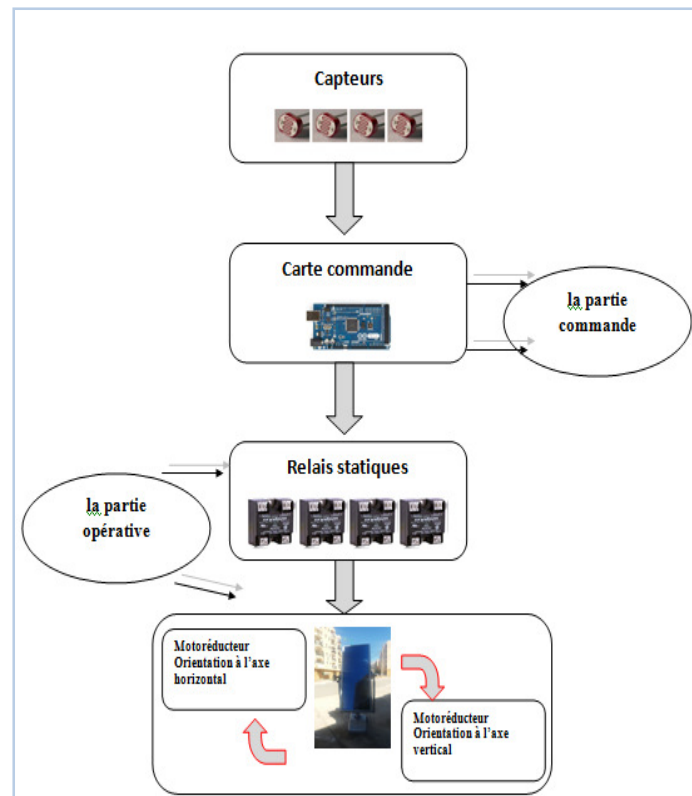 Capteurs
Carte commande
la partie
commande
Relais statiques
la partie
opérative
Motoréducteur
Orientation à l'axe
horizontal
Motoréducteur
Orientation à l'axe
vertical